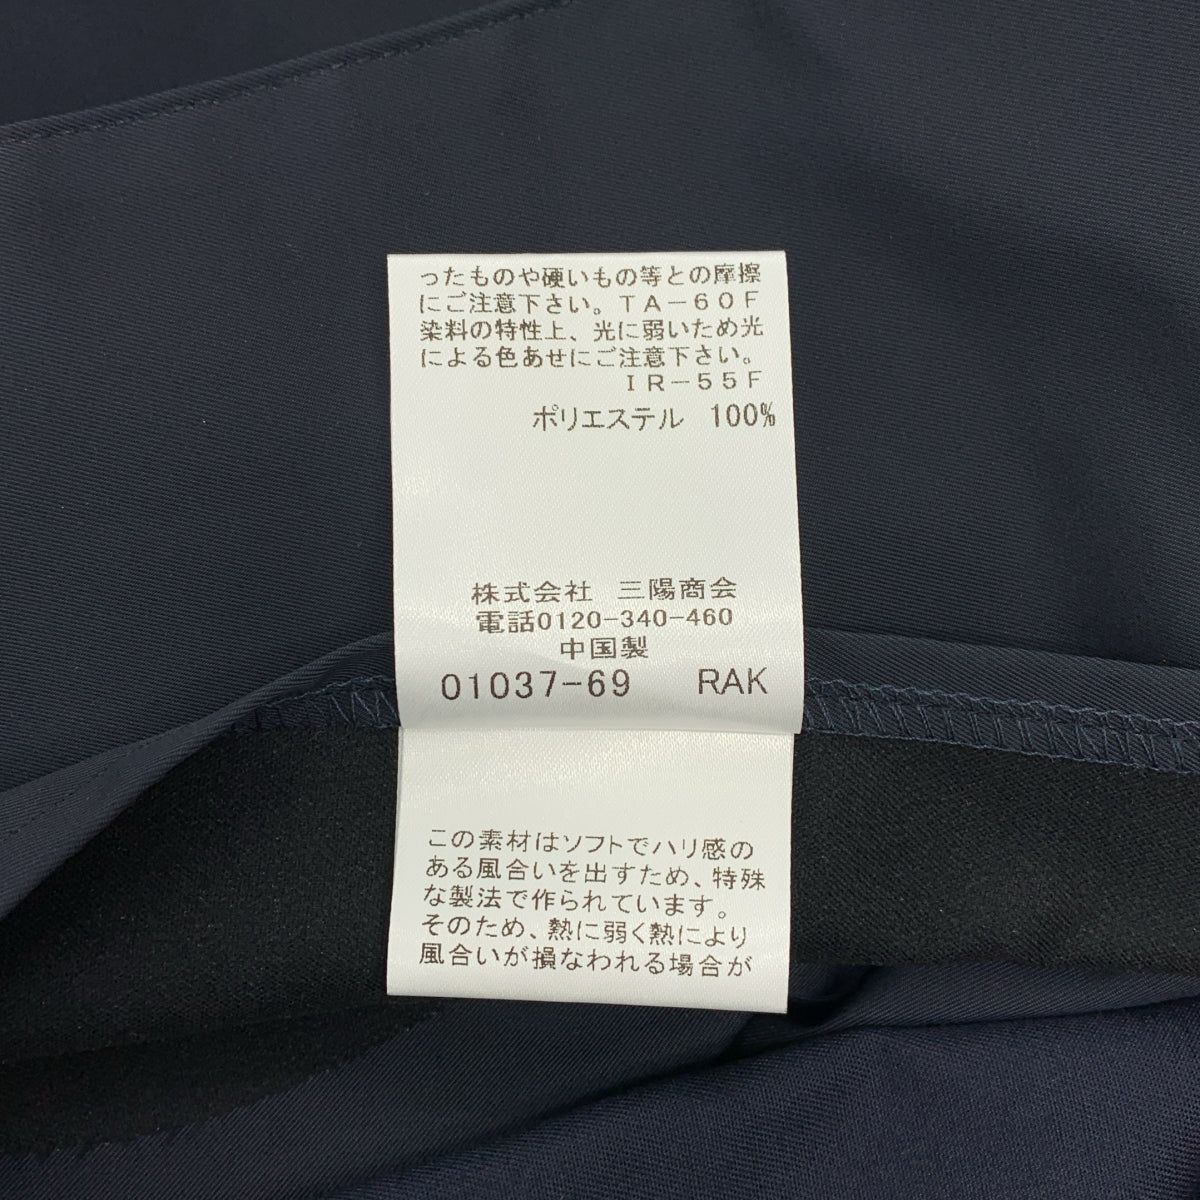 ったものや硬いもの等との摩擦
にご注意下さい。TA-60F
染料の特性上、光に弱いため光
による色あせにご注意下さい。
IR-55F
ポリエステル 100%
株式会社 三陽商会
電話0120-340-460
中国製
01037-69 RAK
この素材はソフトでハリ感の
ある風合いを出すため、特殊
な製法で作られています。
そのため、熱に弱く熱により
風合いが損なわれる場合が